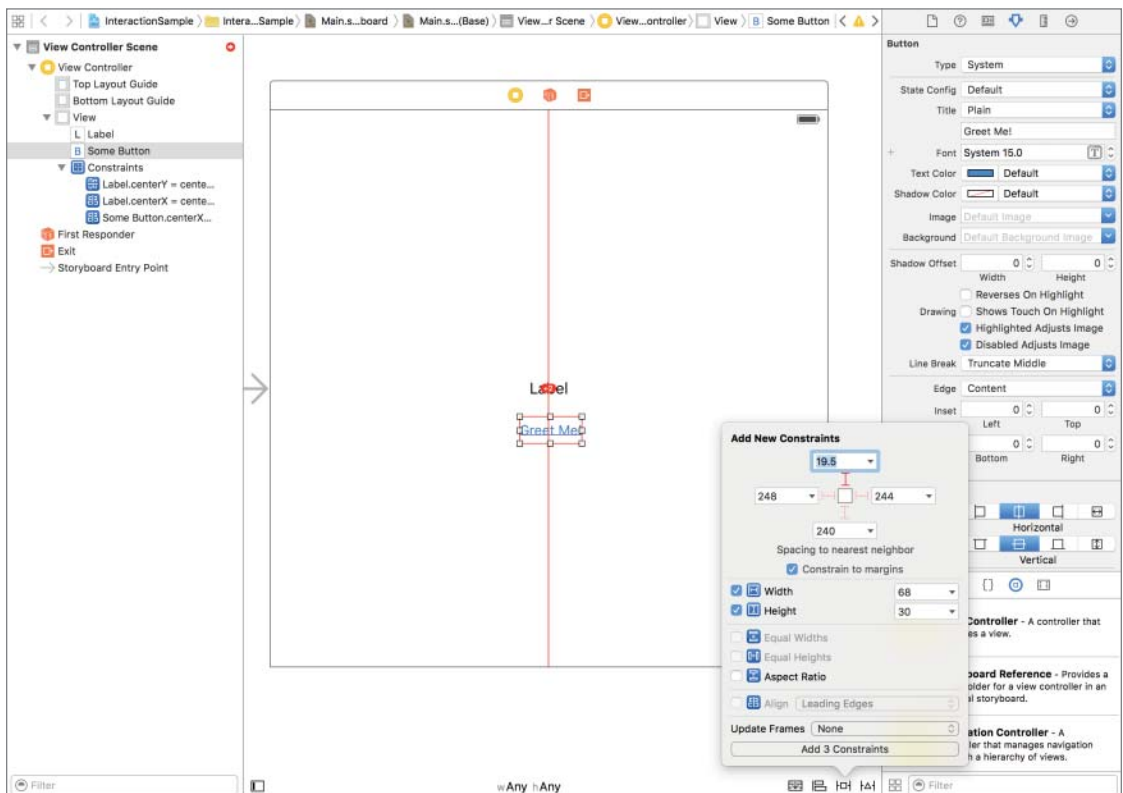 InteractionSample
Intera...Sample
Main.s...board
Main.s...(Base)
View...r Scene
View...ontroller
View
B Some Button
View Controller Scene
View Controller
Top Layout Guide
Bottom Layout Guide
View
L Label
B Some Button
Constraints
Label.centerY = cente...
Label.centerX = cente...
Some Button.centerX...
First Responder
Exit
Storyboard Entry Point
Filter
Label
Greet Me!
wAny hAny
Add New Constraints
19.5
248
244
240
Spacing to nearest neighbor
Constrain to margins
Width 68
Height 30
Equal Widths
Equal Heights
Aspect Ratio
Align Leading Edges
Update Frames None
Add 3 Constraints
Button
Type System
State Config Default
Title Plain
Greet Me!
+ Font System 15.0 T
Text Color Default
Shadow Color Default
Image Default Image
Background Default Background Image
Shadow Offset 0 0
Width Height
Reverses On Highlight
Drawing Shows Touch On Highlight
Highlighted Adjusts Image
Disabled Adjusts Image
Line Break Truncate Middle
Edge Content
Inset 0 0
Left Top
0 0
Bottom Right
Horizontal
Vertical
{ }
Controller - A controller that
es a view.
board Reference - Provides a
older for a view controller in an
al storyboard.
ation Controller - A
ler that manages navigation
h a hierarchy of views.
Filter